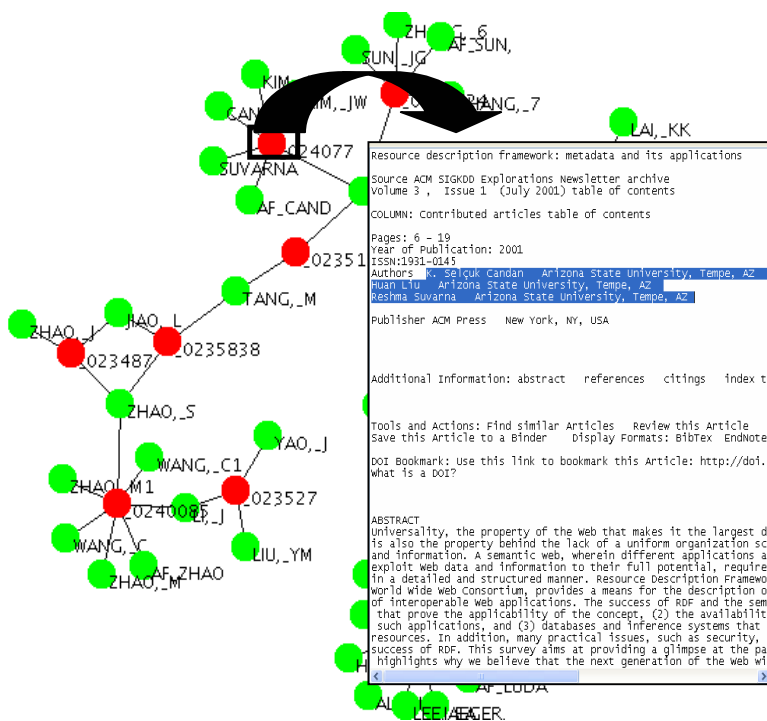 ZH
G,_6
AF_SUN,
SUN,_JG
KIM
M,_JW
CAN
ANG,_7
LAI,_KK
_024077
SUVARNA
AF_CAND
_02351
TANG,_M
ZHAO,_J
JIAO,_L
_0235838
_023487
ZHAO,_S
YAO,_J
WANG,_C1
ZHAO,_M1
_023527
_0240085
LI,_J
WANG,_C
AF_ZHAO
LIU,_YM
ZHAO,_M
H
AL
AF_LUDA
Resource description framework: metadata and its applications
Source ACM SIGKDD Explorations Newsletter archive
Volume 3 , Issue 1 (July 2001) table of contents
COLUMN: Contributed articles table of contents
Pages: 6 - 19
Year of Publication: 2001
ISSN:1931-0145
Authors K. Selçuk Candan Arizona State University, Tempe, AZ
Huan Liu Arizona State University, Tempe, AZ
Reshma Suvarna Arizona State University, Tempe, AZ
Publisher ACM Press New York, NY, USA
Additional Information: abstract references citings index t
Tools and Actions: Find similar Articles Review this Article
Save this Article to a Binder Display Formats: BibTex EndNote
DOI Bookmark: Use this link to bookmark this Article: http://doi.
what is a DOI?
ABSTRACT
Universality, the property of the Web that makes it the largest d
is also the property behind the lack of a uniform organization sc
and information. A semantic web, wherein different applications a
exploit Web data and information to their full potential, require
in a detailed and structured manner. Resource Description Framewo
World Wide Web Consortium, provides a means for the description o
of interoperable Web applications. The success of RDF and the sem
that prove the applicability of the concept, (2) the availabilit
such applications, and (3) databases and inference systems that
resources. In addition, many practical issues, such as security,
success of RDF. This survey aims at providing a glimpse at the pa
highlights why we believe that the next generation of the Web wi